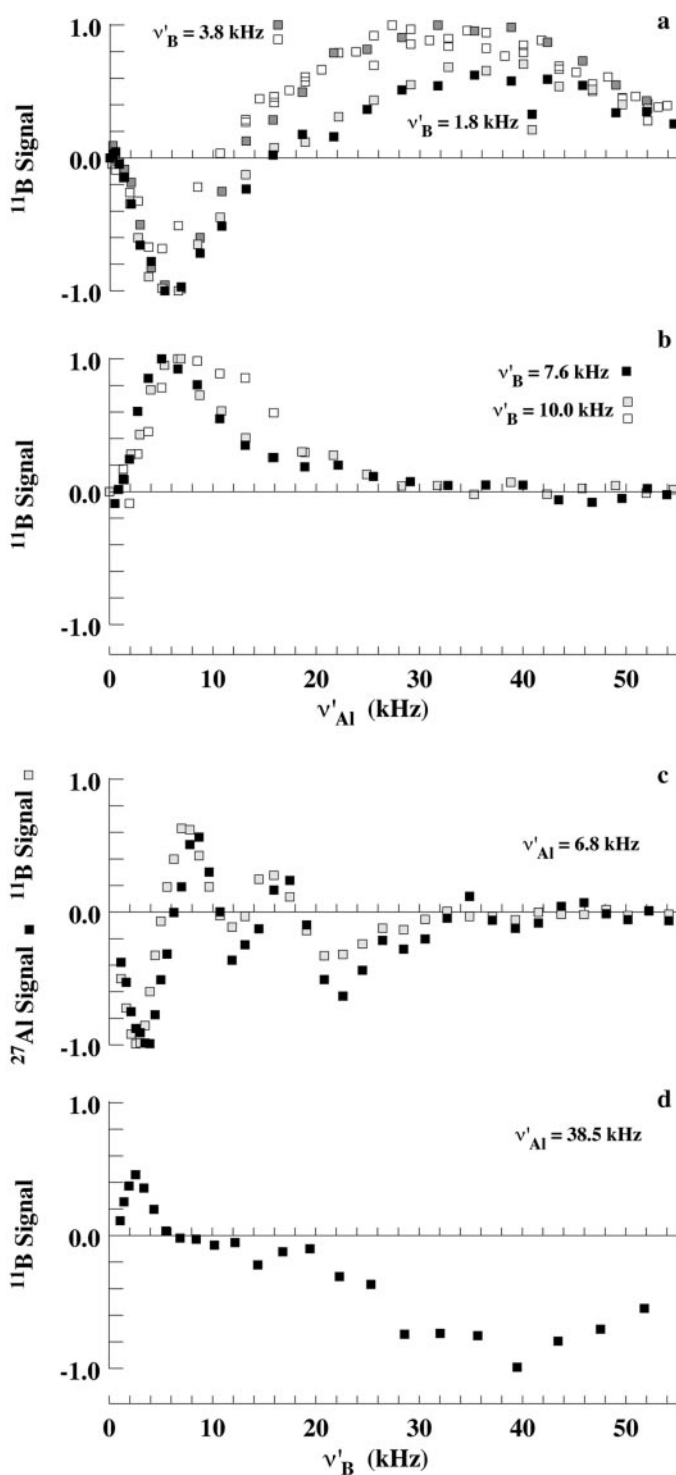 a
ν'B = 3.8 kHz
ν'B = 1.8 kHz
11B Signal
1.0
0.0
-1.0
b
ν'B = 7.6 kHz
ν'B = 10.0 kHz
11B Signal
1.0
0.0
-1.0
0 10 20 30 40 50
ν'Al (kHz)
c
ν'Al = 6.8 kHz
27Al Signal 11B Signal
1.0
0.0
-1.0
d
ν'Al = 38.5 kHz
11B Signal
1.0
0.0
-1.0
0 10 20 30 40 50
ν'B (kHz)